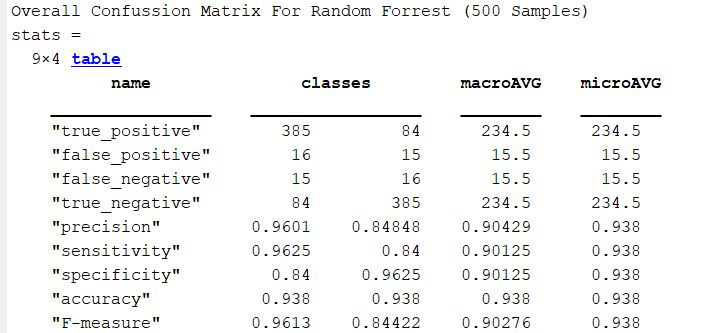 Overall Confussion Matrix For Random Forrest (500 Samples)
stats =
9×4 table
name classes macroAVG microAVG
"true_positive" 385 84 234.5 234.5
"false_positive" 16 15 15.5 15.5
"false_negative" 15 16 15.5 15.5
"true_negative" 84 385 234.5 234.5
"precision" 0.9601 0.84848 0.90429 0.938
"sensitivity" 0.9625 0.84 0.90125 0.938
"specificity" 0.84 0.9625 0.90125 0.938
"accuracy" 0.938 0.938 0.938 0.938
"F-measure" 0.9613 0.84422 0.90276 0.938